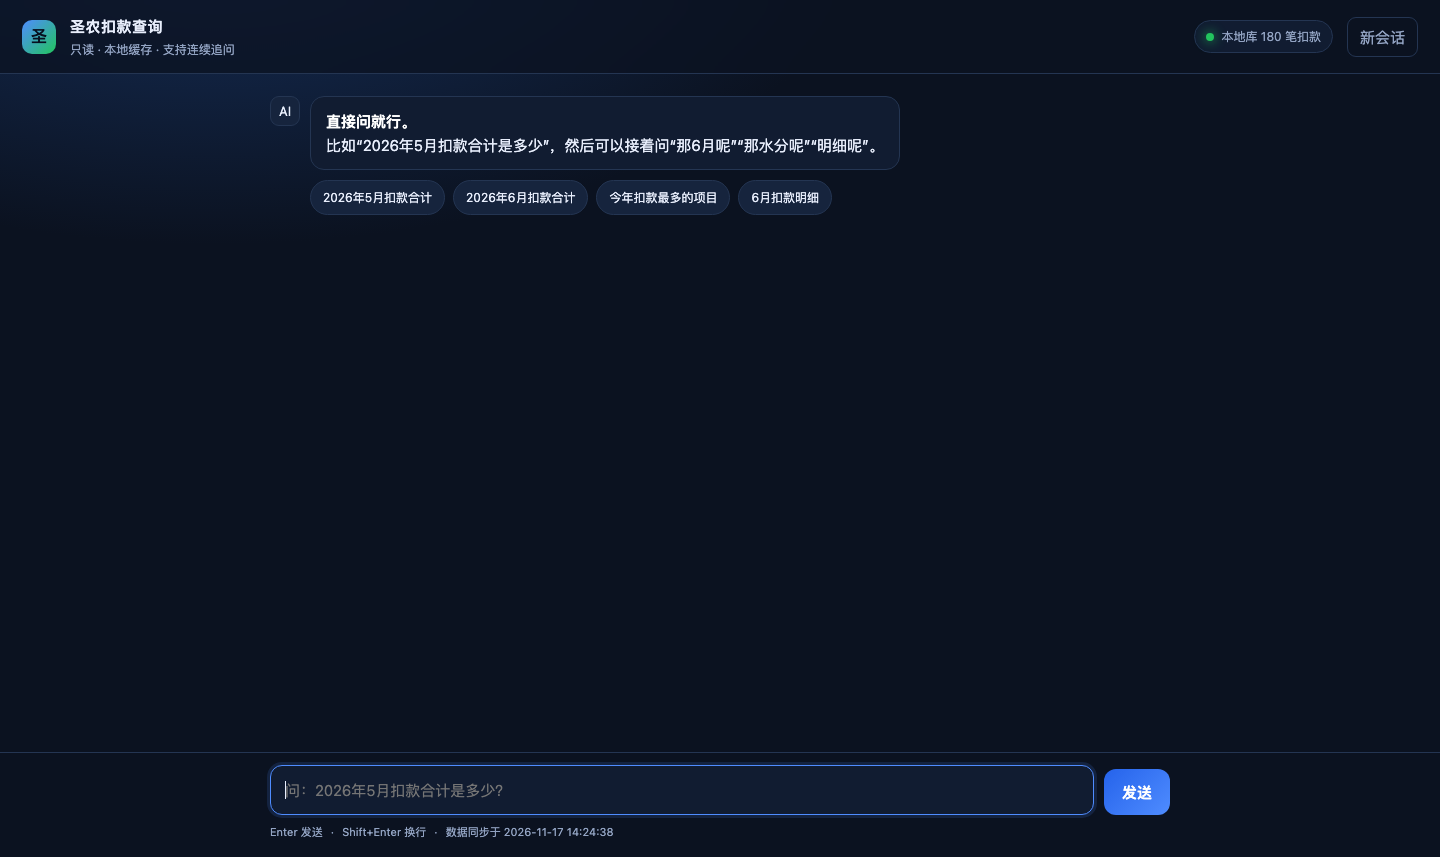 圣
圣农扣款查询
只读 · 本地缓存 · 支持连续追问
本地库 180 笔扣款
新会话
AI
直接问就行。
比如“2026年5月扣款合计是多少”，然后可以接着问“那6月呢”“那水分呢”“明细呢”。
2026年5月扣款合计
2026年6月扣款合计
今年扣款最多的项目
6月扣款明细
问：2026年5月扣款合计是多少?
发送
Enter 发送 · Shift+Enter 换行 · 数据同步于 2026-11-17 14:24:38